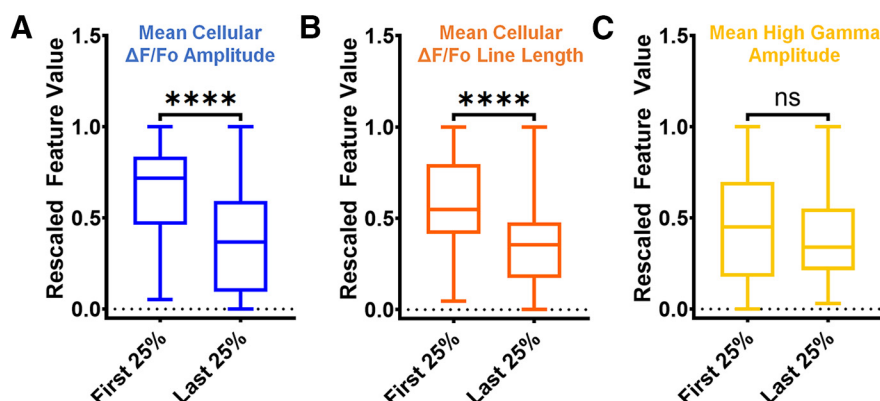 A
Mean Cellular
ΔF/Fo Amplitude
Rescaled Feature Value
1.5
1.0
0.5
0.0
****
First 25%
Last 25%
B
Mean Cellular
ΔF/Fo Line Length
Rescaled Feature Value
1.5
1.0
0.5
0.0
****
First 25%
Last 25%
C
Mean High Gamma
Amplitude
Rescaled Feature Value
1.5
1.0
0.5
0.0
ns
First 25%
Last 25%